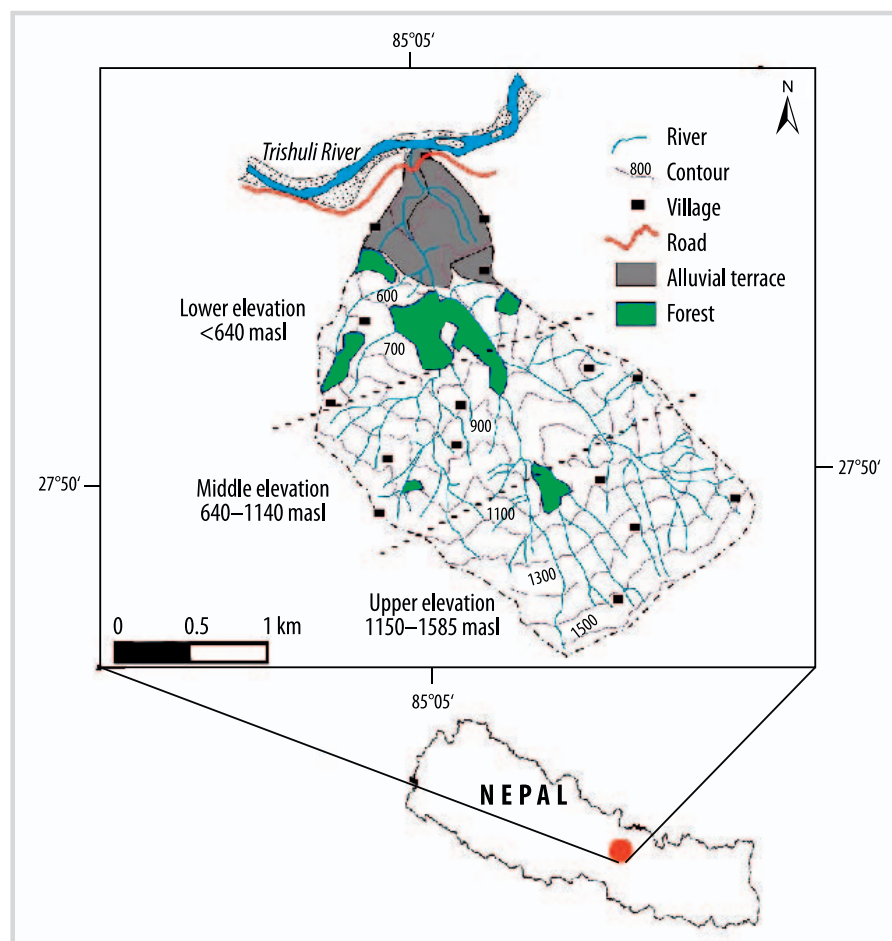 85°05'
N
Trishuli River
River
800
Contour
Village
Road
Alluvial terrace
Forest
600
Lower elevation
<640 masl
700
900
27°50'
27°50'
Middle elevation
640–1140 masl
1100
1300
Upper elevation
1150–1585 masl
1500
0 0.5 1 km
85°05'
NEPAL